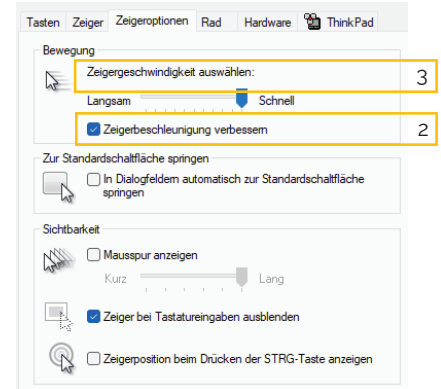 Tasten Zeiger Zeigeroptionen Rad Hardware ThinkPad
Bewegung
Zeigergeschwindigkeit auswählen:
3
Langsam Schnell
Zeigerbeschleunigung verbessern
2
Zur Standardschaltfläche springen
In Dialogfeldern automatisch zur Standardschaltfläche
springen
Sichtbarkeit
Mausspur anzeigen
Kurz Lang
Zeiger bei Tastatureingaben ausblenden
Zeigerposition beim Drücken der STRG-Taste anzeigen